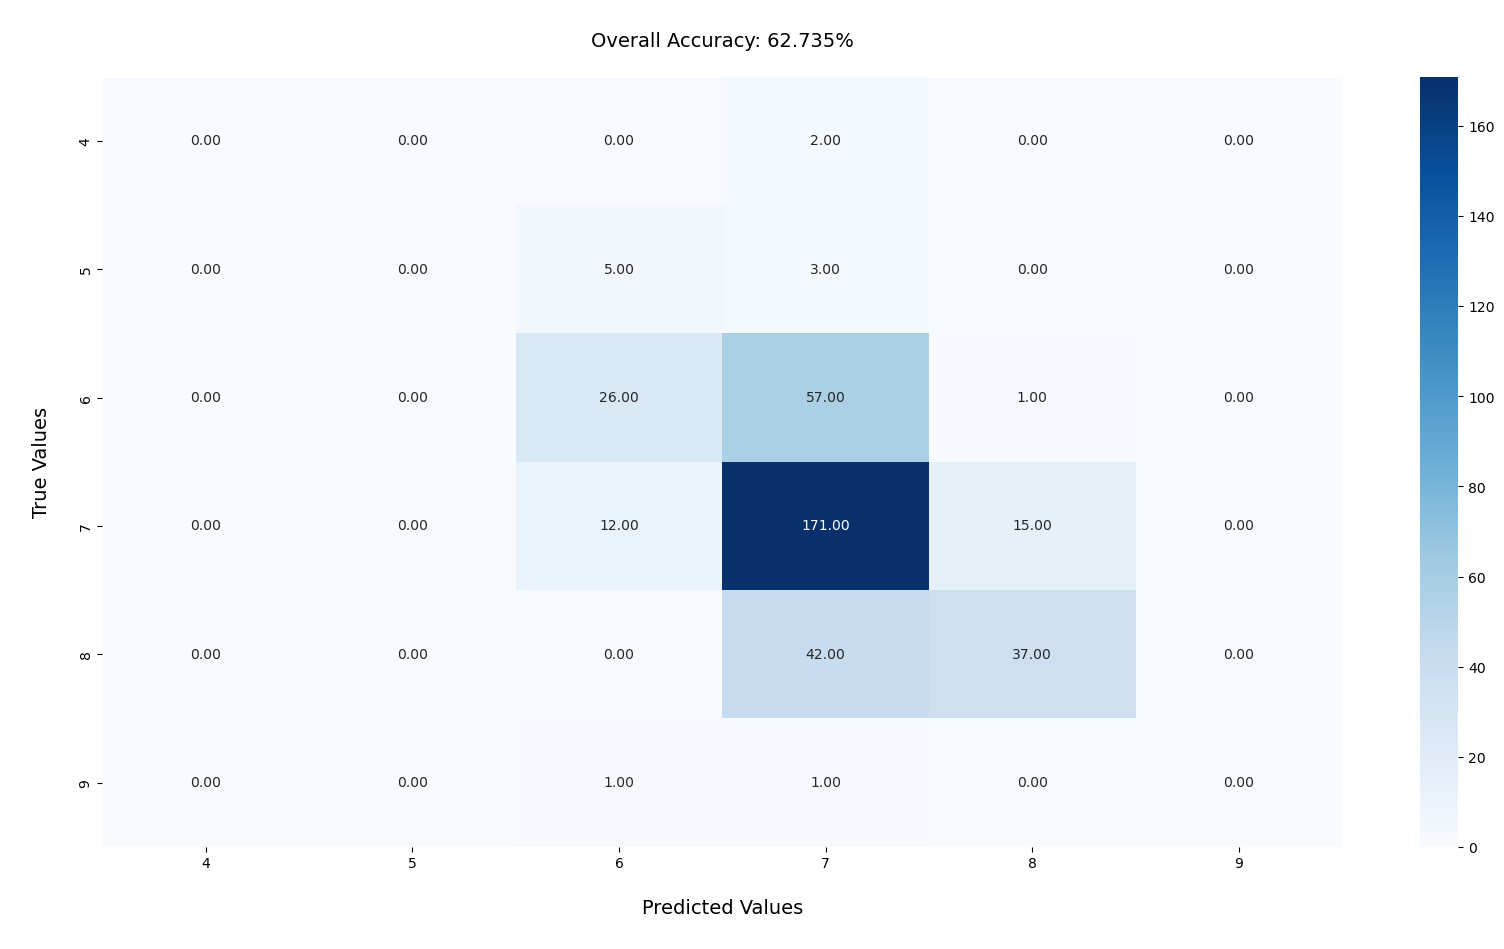 Overall Accuracy: 62.735%
4 0.00 0.00 0.00 2.00 0.00 0.00
5 0.00 0.00 5.00 3.00 0.00 0.00
6 0.00 0.00 26.00 57.00 1.00 0.00
7 0.00 0.00 12.00 171.00 15.00 0.00
8 0.00 0.00 0.00 42.00 37.00 0.00
9 0.00 0.00 1.00 1.00 0.00 0.00
4 5 6 7 8 9
True Values
Predicted Values
160
140
120
100
80
60
40
20
0